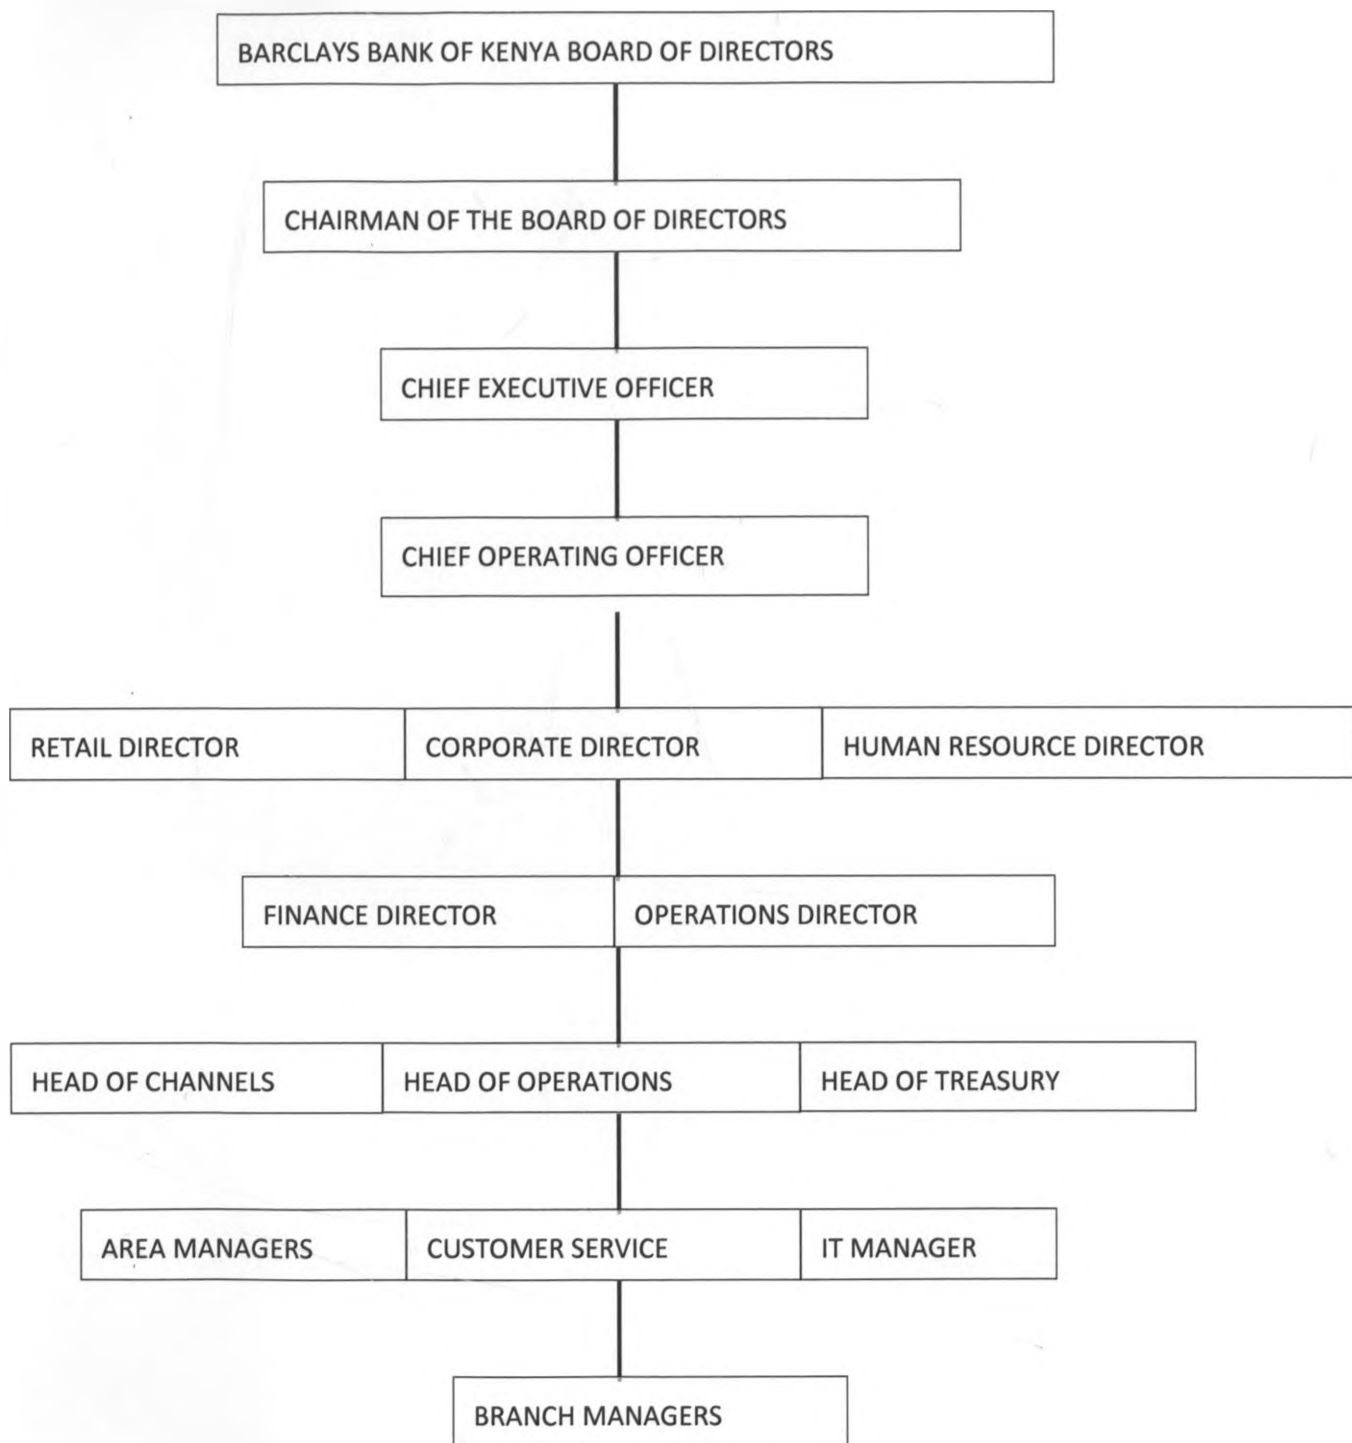 BARCLAYS BANK OF KENYA BOARD OF DIRECTORS
CHAIRMAN OF THE BOARD OF DIRECTORS
CHIEF EXECUTIVE OFFICER
CHIEF OPERATING OFFICER
RETAIL DIRECTOR CORPORATE DIRECTOR HUMAN RESOURCE DIRECTOR
FINANCE DIRECTOR OPERATIONS DIRECTOR
HEAD OF CHANNELS HEAD OF OPERATIONS HEAD OF TREASURY
AREA MANAGERS CUSTOMER SERVICE IT MANAGER
BRANCH MANAGERS